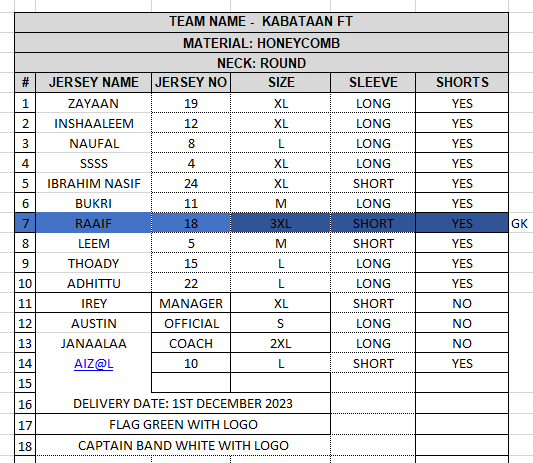 TEAM NAME - KABATAAN FT
MATERIAL: HONEYCOMB
NECK: ROUND
# JERSEY NAME JERSEY NO SIZE SLEEVE SHORTS
1 ZAYAAN 19 XL LONG YES
2 INSHAALEEM 12 XL LONG YES
3 NAUFAL 8 L LONG YES
4 SSSS 4 XL LONG YES
5 IBRAHIM NASIF 24 XL SHORT YES
6 BUKRI 11 M LONG YES
7 RAAIF 18 3XL SHORT YES GK
8 LEEM 5 M SHORT YES
9 THOADY 15 L LONG YES
10 ADHITTU 22 L LONG YES
11 IREY MANAGER XL SHORT NO
12 AUSTIN OFFICIAL S LONG NO
13 JANAALAA COACH 2XL LONG NO
14 AIZ@L 10 L SHORT YES
15
16 DELIVERY DATE: 1ST DECEMBER 2023
17 FLAG GREEN WITH LOGO
18 CAPTAIN BAND WHITE WITH LOGO